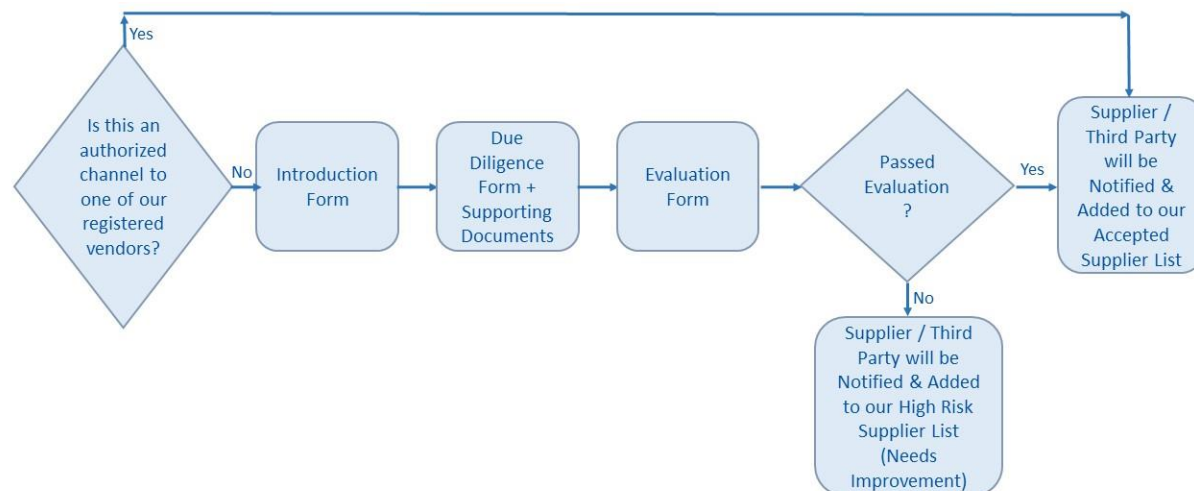 Yes
Is this an
authorized
channel to
one of our
registered
vendors?
No
Introduction
Form
Due
Diligence
Form +
Supporting
Documents
Evaluation
Form
Passed
Evaluation
?
Yes
Supplier /
Third Party
will be
Notified &
Added to our
Accepted
Supplier List
No
Supplier / Third
Party will be
Notified & Added
to our High Risk
Supplier List
(Needs
Improvement)